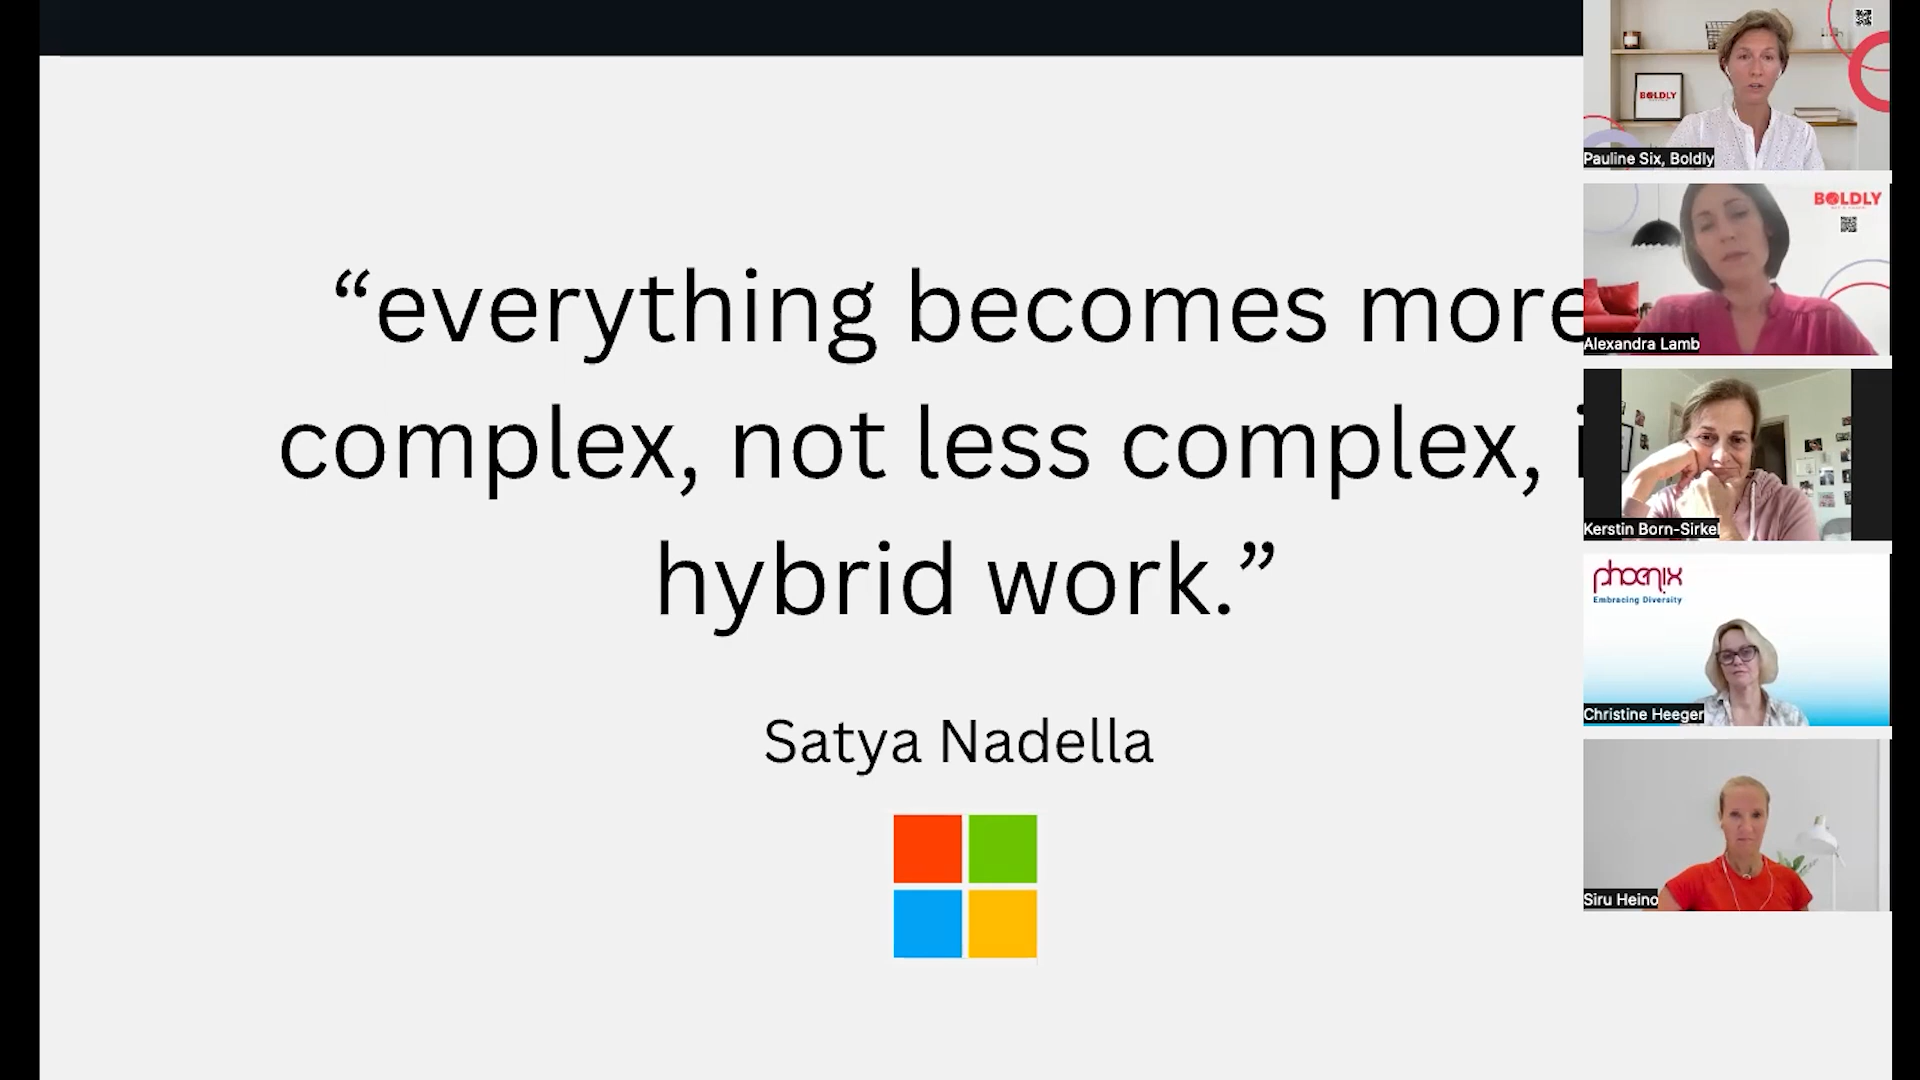 “everything becomes more
complex, not less complex, i
hybrid work.”
Satya Nadella
BOLDLY
Pauline Six, Boldly
BOLDLY
Alexandra Lamb
Kerstin Born-Sirkel
phoenix
Embracing Diversity
Christine Heeger
Siru Heino